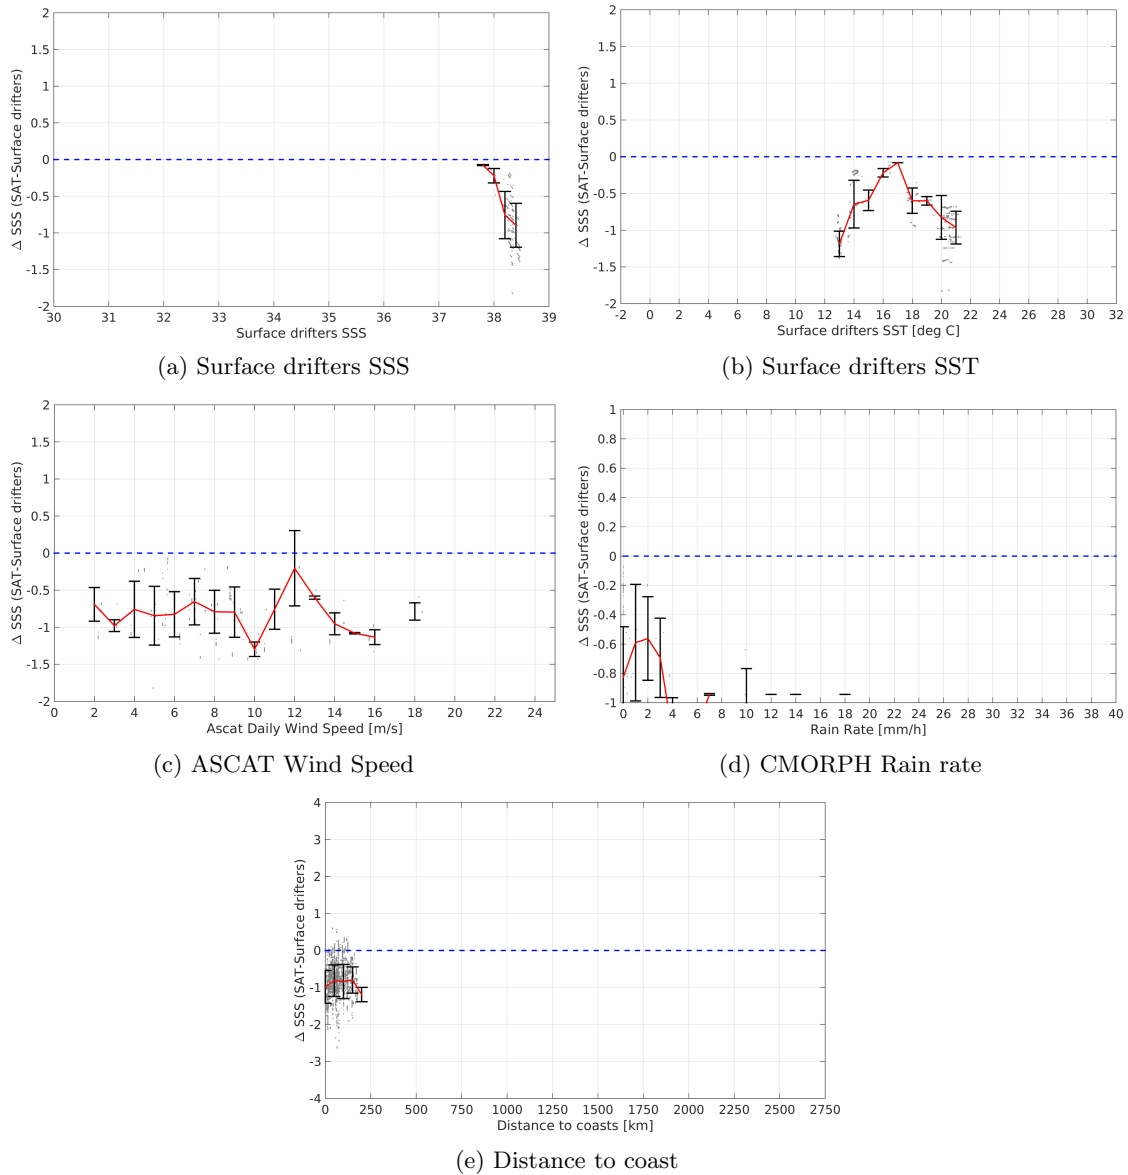 2
1.5
1
0.5
0
-0.5
-1
-1.5
-2
Δ SSS (SAT-Surface drifters)
30 31 32 33 34 35 36 37 38 39
Surface drifters SSS
(a) Surface drifters SSS
2
1.5
1
0.5
0
-0.5
-1
-1.5
-2
Δ SSS (SAT-Surface drifters)
-2 0 2 4 6 8 10 12 14 16 18 20 22 24 26 28 30 32
Surface drifters SST [deg C]
(b) Surface drifters SST
2
1.5
1
0.5
0
-0.5
-1
-1.5
-2
Δ SSS (SAT-Surface drifters)
0 2 4 6 8 10 12 14 16 18 20 22 24
Ascat Daily Wind Speed [m/s]
(c) ASCAT Wind Speed
1
0.8
0.6
0.4
0.2
0
-0.2
-0.4
-0.6
-0.8
-1
Δ SSS (SAT-Surface drifters)
0 2 4 6 8 10 12 14 16 18 20 22 24 26 28 30 32 34 36 38 40
Rain Rate [mm/h]
(d) CMORPH Rain rate
4
3
2
1
0
-1
-2
-3
-4
Δ SSS (SAT-Surface drifters)
0 250 500 750 1000 1250 1500 1750 2000 2250 2500 2750
Distance to coasts [km]
(e) Distance to coast